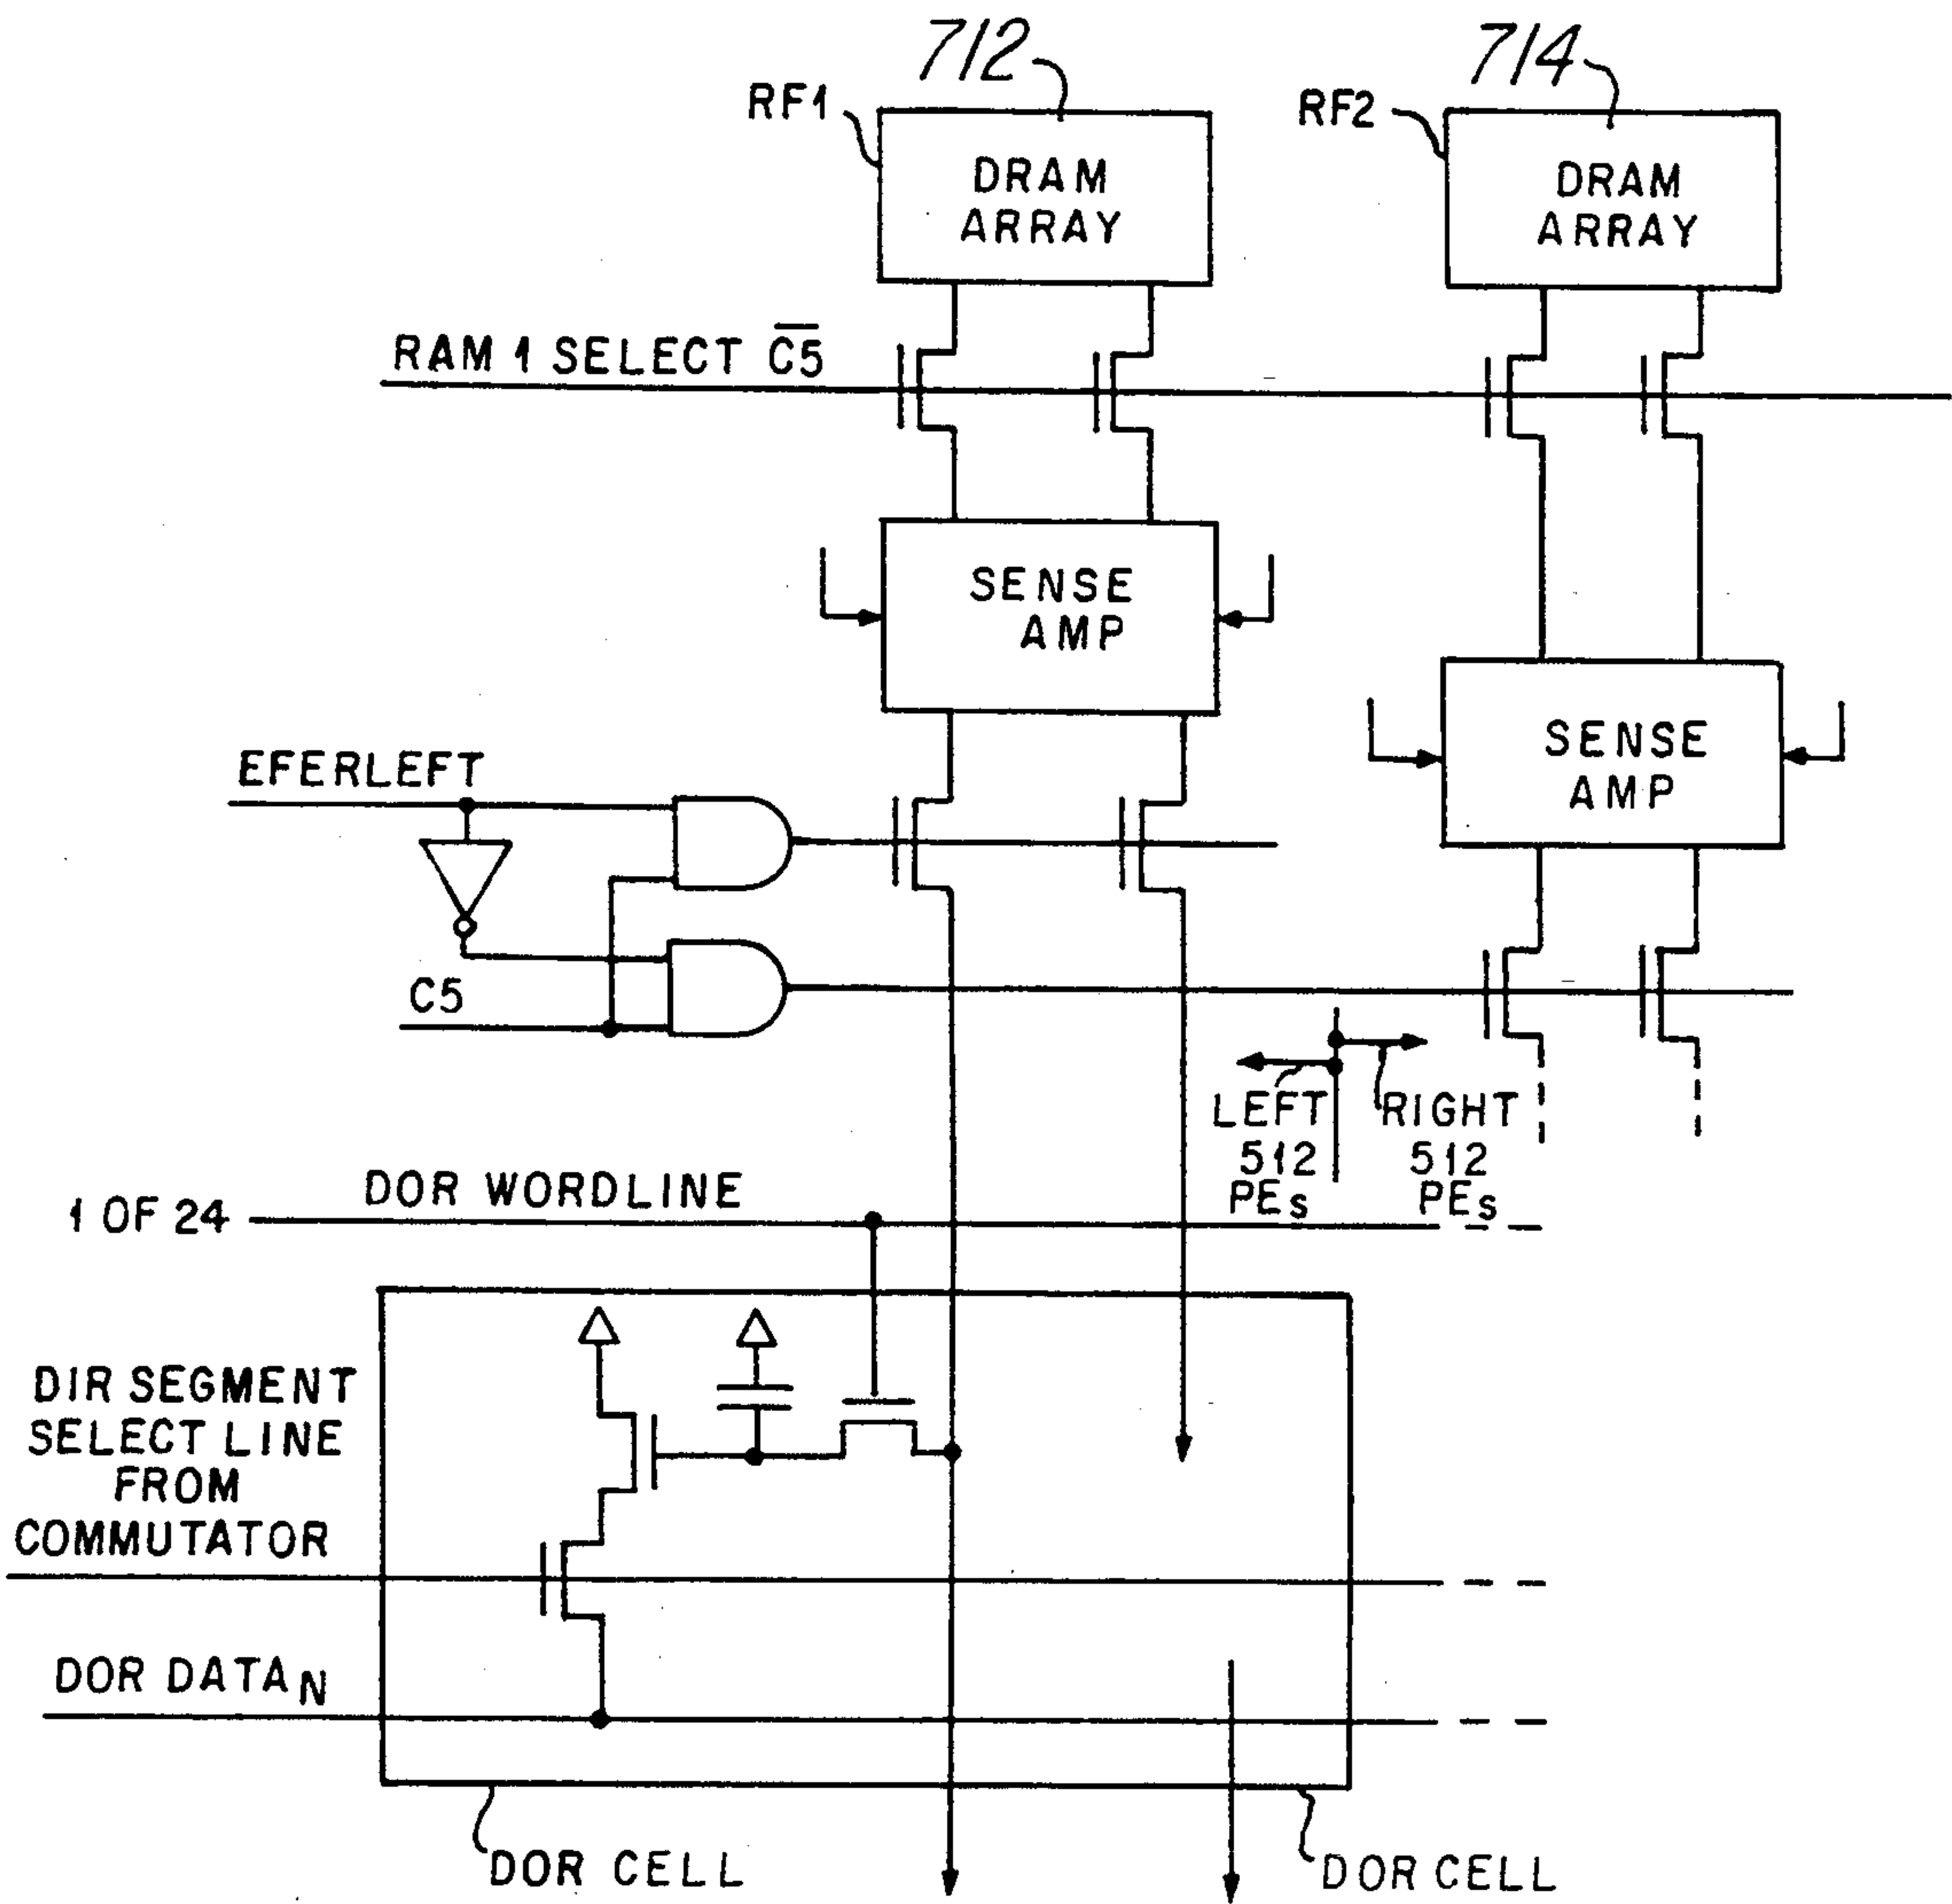 712
714
RF1
RF2
DRAM
ARRAY
DRAM
ARRAY
RAM 1 SELECT C̅5̅
SENSE
AMP
SENSE
AMP
EFERLEFT
C5
LEFT
512
PEs
RIGHT
512
PEs
DOR WORDLINE
1 OF 24
DIR SEGMENT
SELECT LINE
FROM
COMMUTATOR
DOR DATA N
DOR CELL
DOR CELL